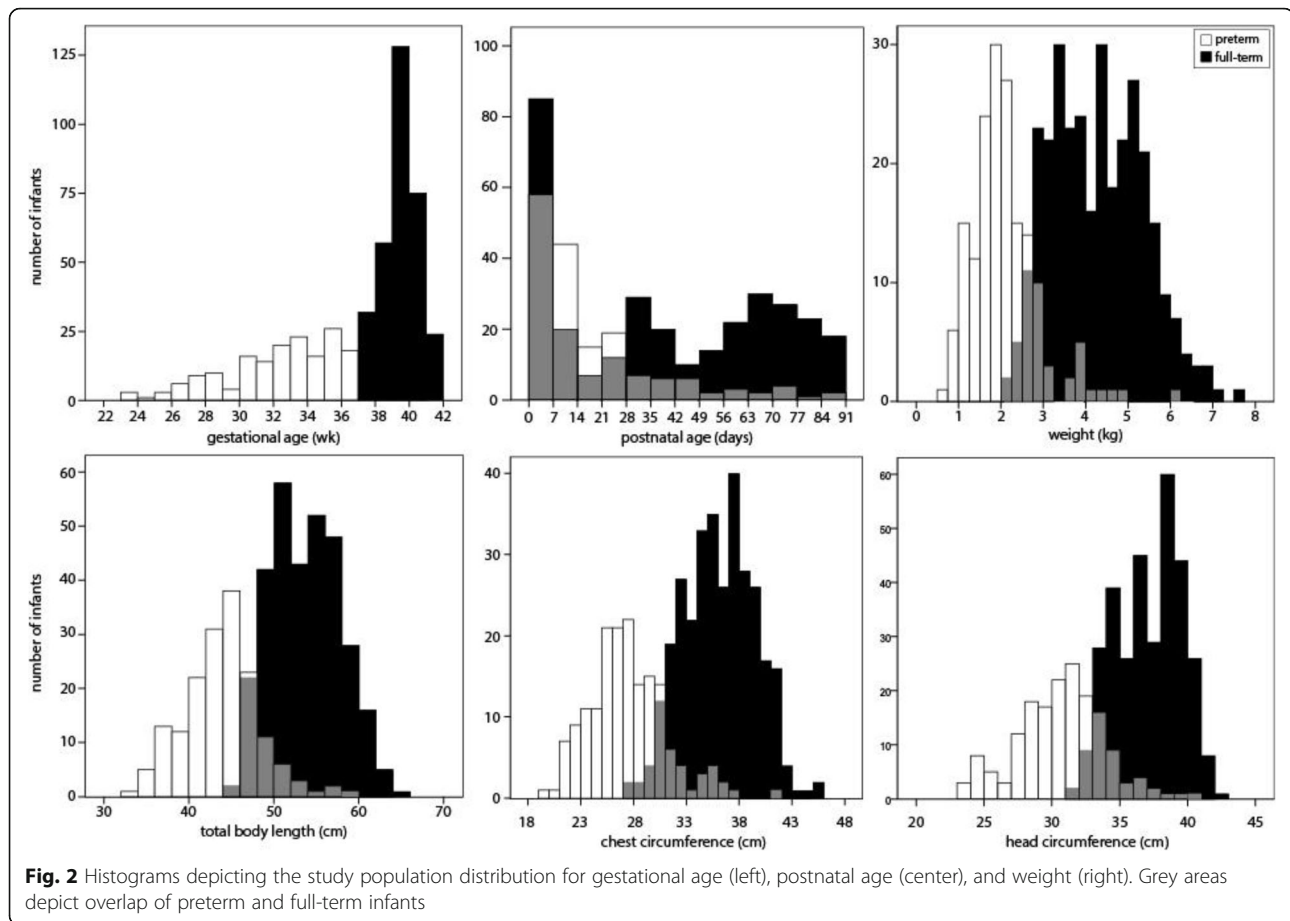 number of infants
125
100
75
50
25
0
22 24 26 28 30 32 34 36 38 40 42
gestational age (wk)
100
80
60
40
20
0
0 7 14 21 28 35 42 49 56 63 70 77 84 91
postnatal age (days)
preterm
full-term
30
20
10
0
0 1 2 3 4 5 6 7 8
weight (kg)
number of infants
60
50
40
30
20
10
0
30 40 50 60 70
total body length (cm)
40
30
20
10
0
18 23 28 33 38 43 48
chest circumference (cm)
60
50
40
30
20
10
0
20 25 30 35 40 45
head circumference (cm)
Fig. 2 Histograms depicting the study population distribution for gestational age (left), postnatal age (center), and weight (right). Grey areas
depict overlap of preterm and full-term infants